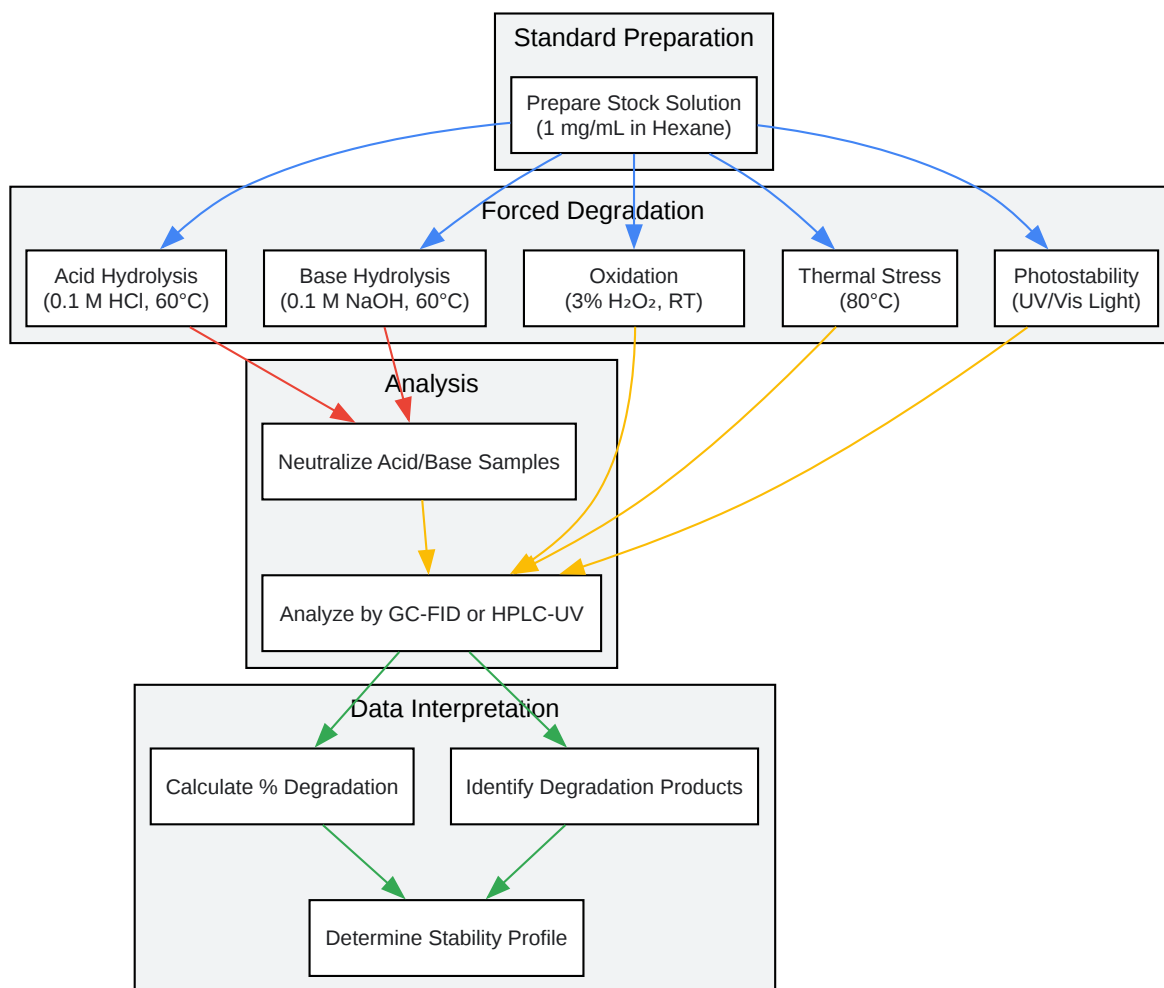 Standard Preparation
Prepare Stock Solution
(1 mg/mL in Hexane)
Forced Degradation
Acid Hydrolysis
(0.1 M HCl, 60°C)
Base Hydrolysis
(0.1 M NaOH, 60°C)
Oxidation
(3% H₂O₂, RT)
Thermal Stress
(80°C)
Photostability
(UV/Vis Light)
Analysis
Neutralize Acid/Base Samples
Analyze by GC-FID or HPLC-UV
Data Interpretation
Calculate % Degradation
Identify Degradation Products
Determine Stability Profile